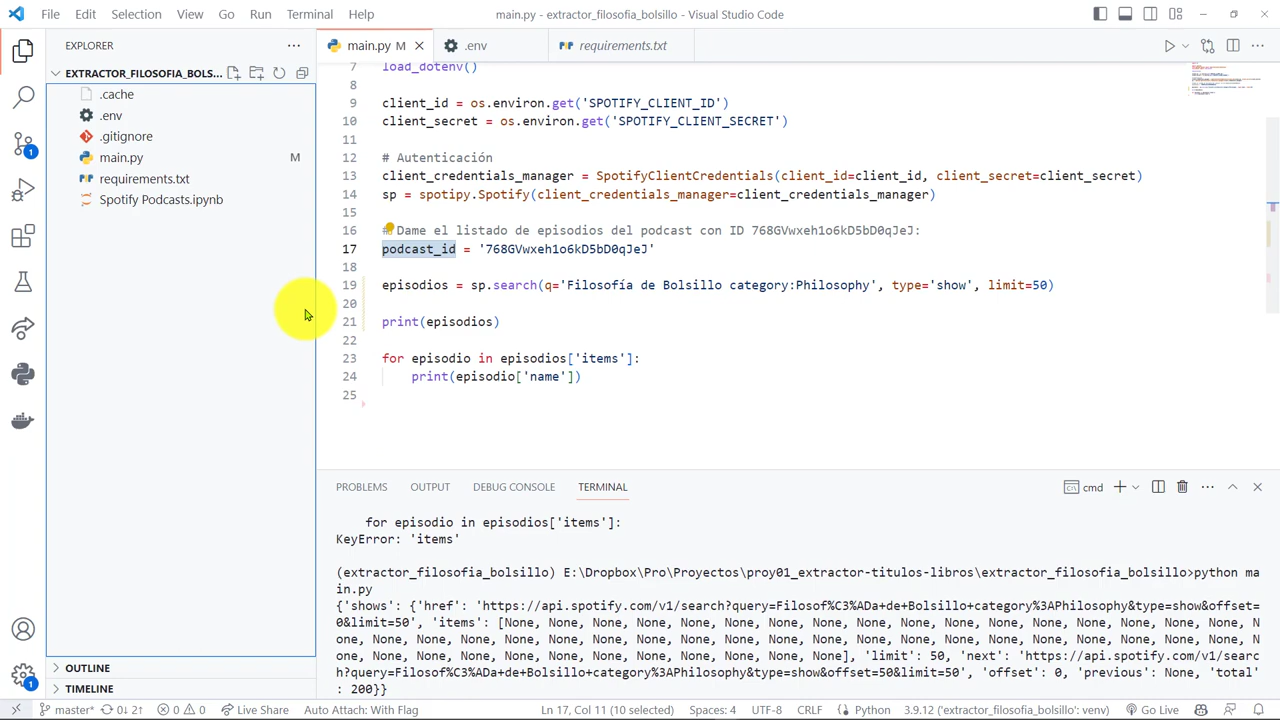 File Edit Selection View Go Run Terminal Help
main.py - extractor_filosofia_bolsillo - Visual Studio Code
EXPLORER
EXTRACTOR_FILOSOFIA_BOLS...
.cache
.env
.gitignore
main.py M
requirements.txt
Spotify Podcasts.ipynb
OUTLINE
TIMELINE
1
1
main.py M
.env
requirements.txt
7 load_dotenv()
8
9 client_id = os.environ.get('SPOTIFY_CLIENT_ID')
10 client_secret = os.environ.get('SPOTIFY_CLIENT_SECRET')
11
12 # Autenticación
13 client_credentials_manager = SpotifyClientCredentials(client_id=client_id, client_secret=client_secret)
14 sp = spotipy.Spotify(client_credentials_manager=client_credentials_manager)
15
16 # Dame el listado de episodios del podcast con ID 768GVwxeh1o6kD5bD0qJeJ:
17 podcast_id = '768GVwxeh1o6kD5bD0qJeJ'
18
19 episodios = sp.search(q='Filosofía de Bolsillo category:Philosophy', type='show', limit=50)
20
21 print(episodios)
22
23 for episodio in episodios['items']:
24 print(episodio['name'])
25
PROBLEMS OUTPUT DEBUG CONSOLE TERMINAL
cmd
for episodio in episodios['items']:
KeyError: 'items'
(extractor_filosofia_bolsillo) E:\Dropbox\Pro\Proyectos\proy01_extractor-titulos-libros\extractor_filosofia_bolsillo>python ma
in.py
{'shows': {'href': 'https://api.spotify.com/v1/search?query=Filosof%C3%ADa+de+Bolsillo+category%3APhilosophy&type=show&offset=
0&limit=50', 'items': [None, None, None, None, None, None, None, None, None, None, None, None, None, None, None, None, None, N
one, None, None, None, None, None, None, None, None, None, None, None, None, None, None, None, None, None, None, None, None, N
one, None, None, None, None, None, None, None, None, None, None, None], 'limit': 50, 'next': 'https://api.spotify.com/v1/searc
h?query=Filosof%C3%ADa+de+Bolsillo+category%3APhilosophy&type=show&offset=50&limit=50', 'offset': 0, 'previous': None, 'total'
: 200}}
master* 0↓ 2↑ 0 0 Live Share Auto Attach: With Flag
Ln 17, Col 11 (10 selected) Spaces: 4 UTF-8 CRLF Python 3.9.12 ('extractor_filosofia_bolsillo': venv) Go Live